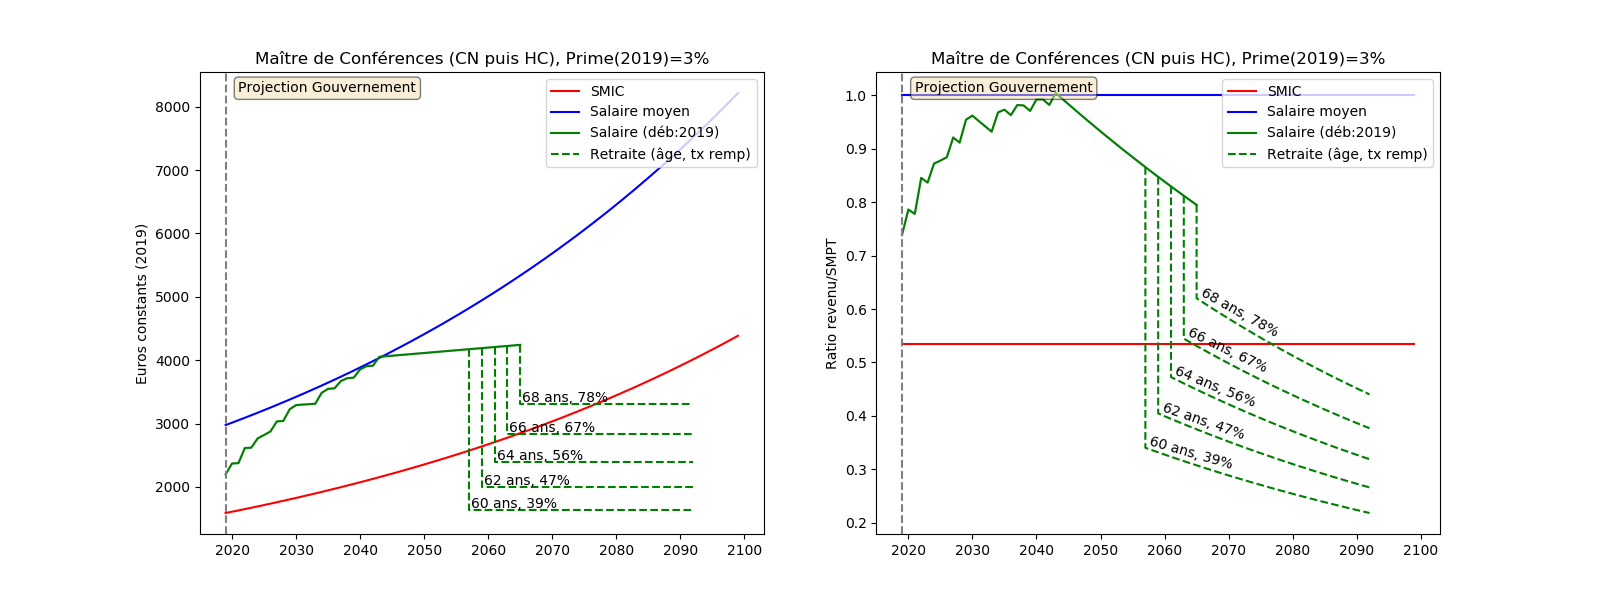 Maître de Conférences (CN puis HC), Prime(2019)=3%
Projection Gouvernement
SMIC
Salaire moyen
Salaire (déb:2019)
Retraite (âge, tx remp)
Euros constants (2019)
8000
7000
6000
5000
4000
3000
2000
68 ans, 78%
66 ans, 67%
64 ans, 56%
62 ans, 47%
60 ans, 39%
2020 2030 2040 2050 2060 2070 2080 2090 2100
Maître de Conférences (CN puis HC), Prime(2019)=3%
Projection Gouvernement
SMIC
Salaire moyen
Salaire (déb:2019)
Retraite (âge, tx remp)
Ratio revenu/SMPT
1.0
0.9
0.8
0.7
0.6
0.5
0.4
0.3
0.2
68 ans, 78%
66 ans, 67%
64 ans, 56%
62 ans, 47%
60 ans, 39%
2020 2030 2040 2050 2060 2070 2080 2090 2100